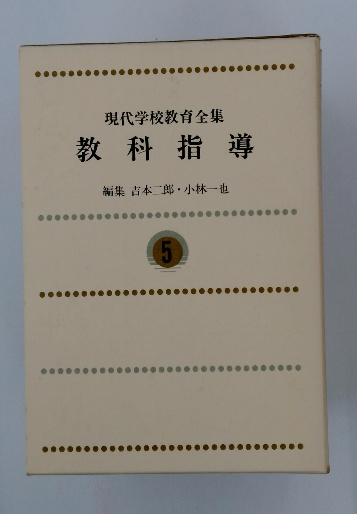 現代学校教育全集
教科指導
編集 吉本二郎・小林一也
5